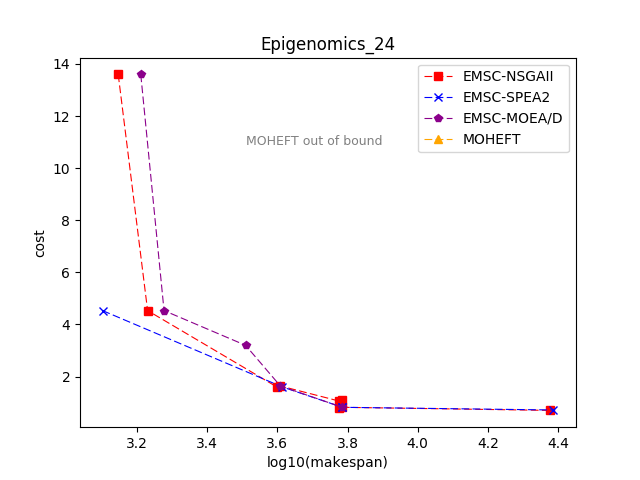 Epigenomics_24
EMSC-NSGAII
EMSC-SPEA2
EMSC-MOEA/D
MOHEFT
MOHEFT out of bound
cost
14
12
10
8
6
4
2
3.2 3.4 3.6 3.8 4.0 4.2 4.4
log10(makespan)